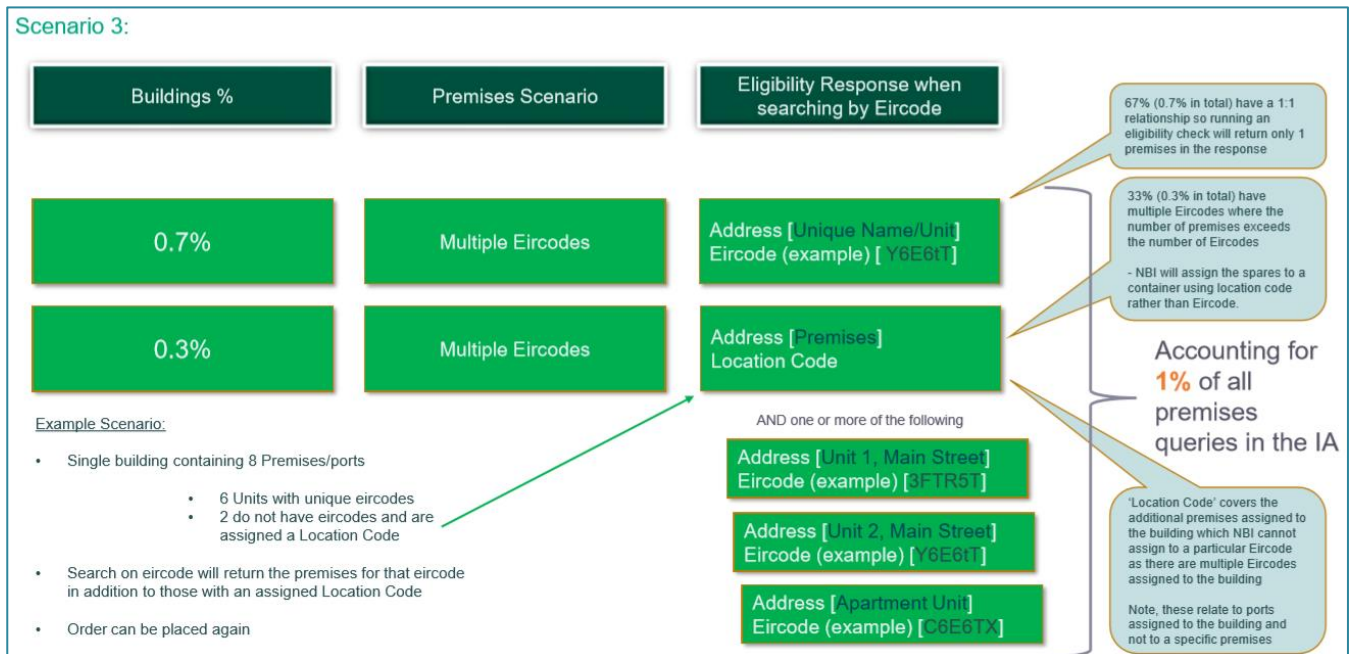 Scenario 3:
Buildings %
Premises Scenario
Eligibility Response when
searching by Eircode
67% (0.7% in total) have a 1:1
relationship so running an
eligibility check will return only 1
premises in the response
0.7%
Multiple Eircodes
Address [Unique Name/Unit]
Eircode (example) [ Y6E6tT]
33% (0.3% in total) have
multiple Eircodes where the
number of premises exceeds
the number of Eircodes
- NBI will assign the spares to a
container using location code
rather than Eircode.
0.3%
Multiple Eircodes
Address [Premises]
Location Code
Accounting for
1% of all
premises
queries in the IA
Example Scenario:
• Single building containing 8 Premises/ports
• 6 Units with unique eircodes
• 2 do not have eircodes and are
assigned a Location Code
• Search on eircode will return the premises for that eircode
in addition to those with an assigned Location Code
• Order can be placed again
AND one or more of the following
Address [Unit 1, Main Street]
Eircode (example) [3FTR5T]
Address [Unit 2, Main Street]
Eircode (example) [Y6E6tT]
Address [Apartment Unit]
Eircode (example) [C6E6TX]
'Location Code' covers the
additional premises assigned to
the building which NBI cannot
assign to a particular Eircode
as there are multiple Eircodes
assigned to the building
Note, these relate to ports
assigned to the building and
not to a specific premises